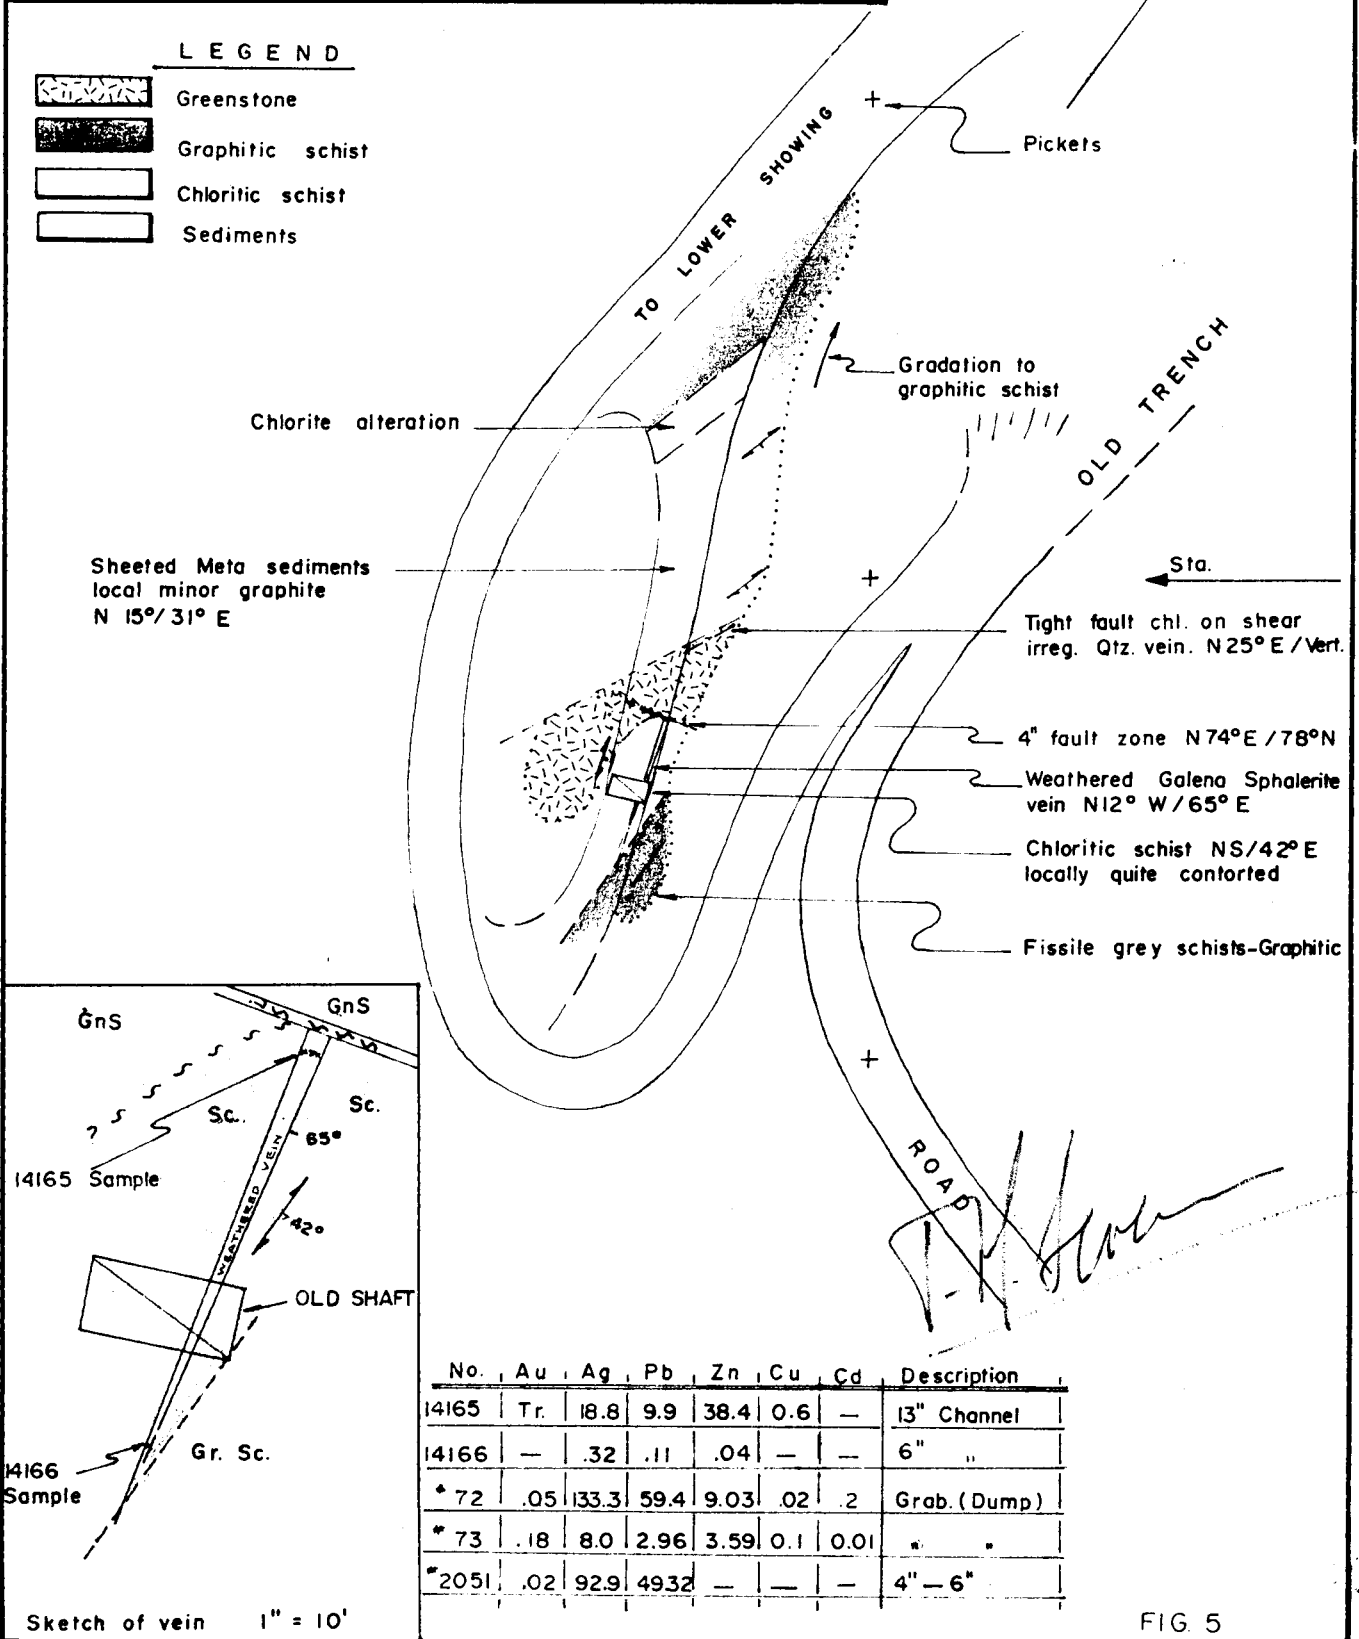 LEGEND
Greenstone
Graphitic schist
Chloritic schist
Sediments
TO LOWER SHOWING
Pickets
Gradation to
graphitic schist
OLD TRENCH
Chlorite alteration
Sheeted Meta sediments
local minor graphite
N 15°/31° E
Sta.
Tight fault chl. on shear
irreg. Qtz. vein. N 25° E / Vert.
4" fault zone N 74° E / 78° N
Weathered Galena Sphalerite
vein N12° W / 65° E
Chloritic schist NS/42° E
locally quite contorted
Fissile grey schists-Graphitic
ROAD
GnS
GnS
Sc.
Sc.
?
65°
14165 Sample
WEATHERED VEIN
42°
OLD SHAFT
Gr. Sc.
14166
Sample
Sketch of vein 1" = 10'
No. Au Ag Pb Zn Cu Cd Description
14165 Tr. 18.8 9.9 38.4 0.6 — 13" Channel
14166 — .32 .11 .04 — — 6" "
* 72 .05 133.3 59.4 9.03 .02 .2 Grab. (Dump)
* 73 .18 8.0 2.96 3.59 0.1 0.01 " "
*2051 .02 92.9 49.32 — — — 4" — 6"
FIG. 5